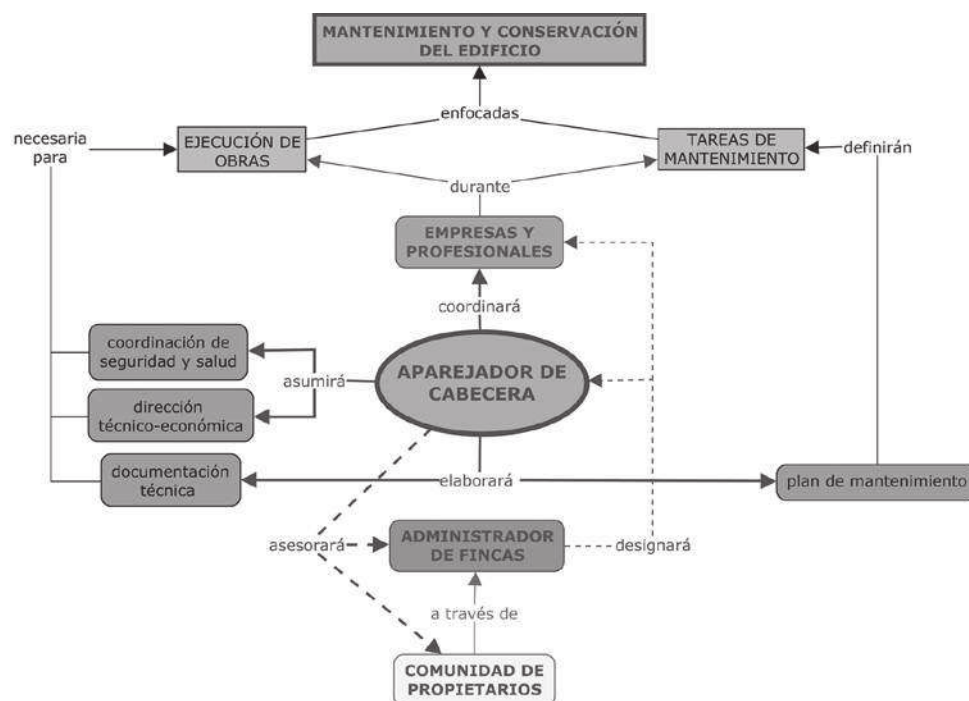 MANTENIMIENTO Y CONSERVACIÓN
DEL EDIFICIO
necesaria
para
EJECUCIÓN DE
OBRAS
enfocadas
TAREAS DE
MANTENIMIENTO
definirán
durante
EMPRESAS Y
PROFESIONALES
coordinará
coordinación de
seguridad y salud
asumirá
APAREJADOR DE
CABECERA
dirección
técnico-económica
documentación
técnica
elaborará
plan de mantenimiento
asesorará
ADMINISTRADOR
DE FINCAS
designará
a través de
COMUNIDAD DE
PROPIETARIOS